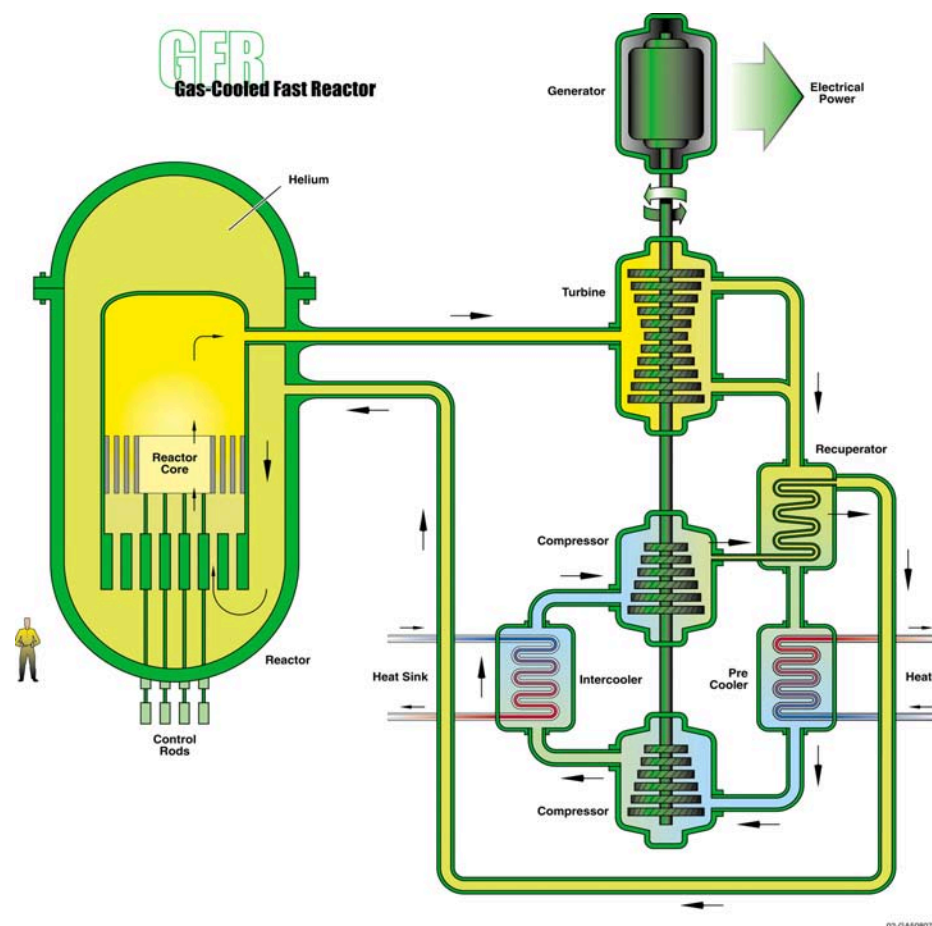 GFR
Gas-Cooled Fast Reactor
Generator
Electrical
Power
Helium
Turbine
Reactor
Core
Recuperator
Compressor
Reactor
Heat Sink
Intercooler
Pre
Cooler
Heat
Control
Rods
Compressor